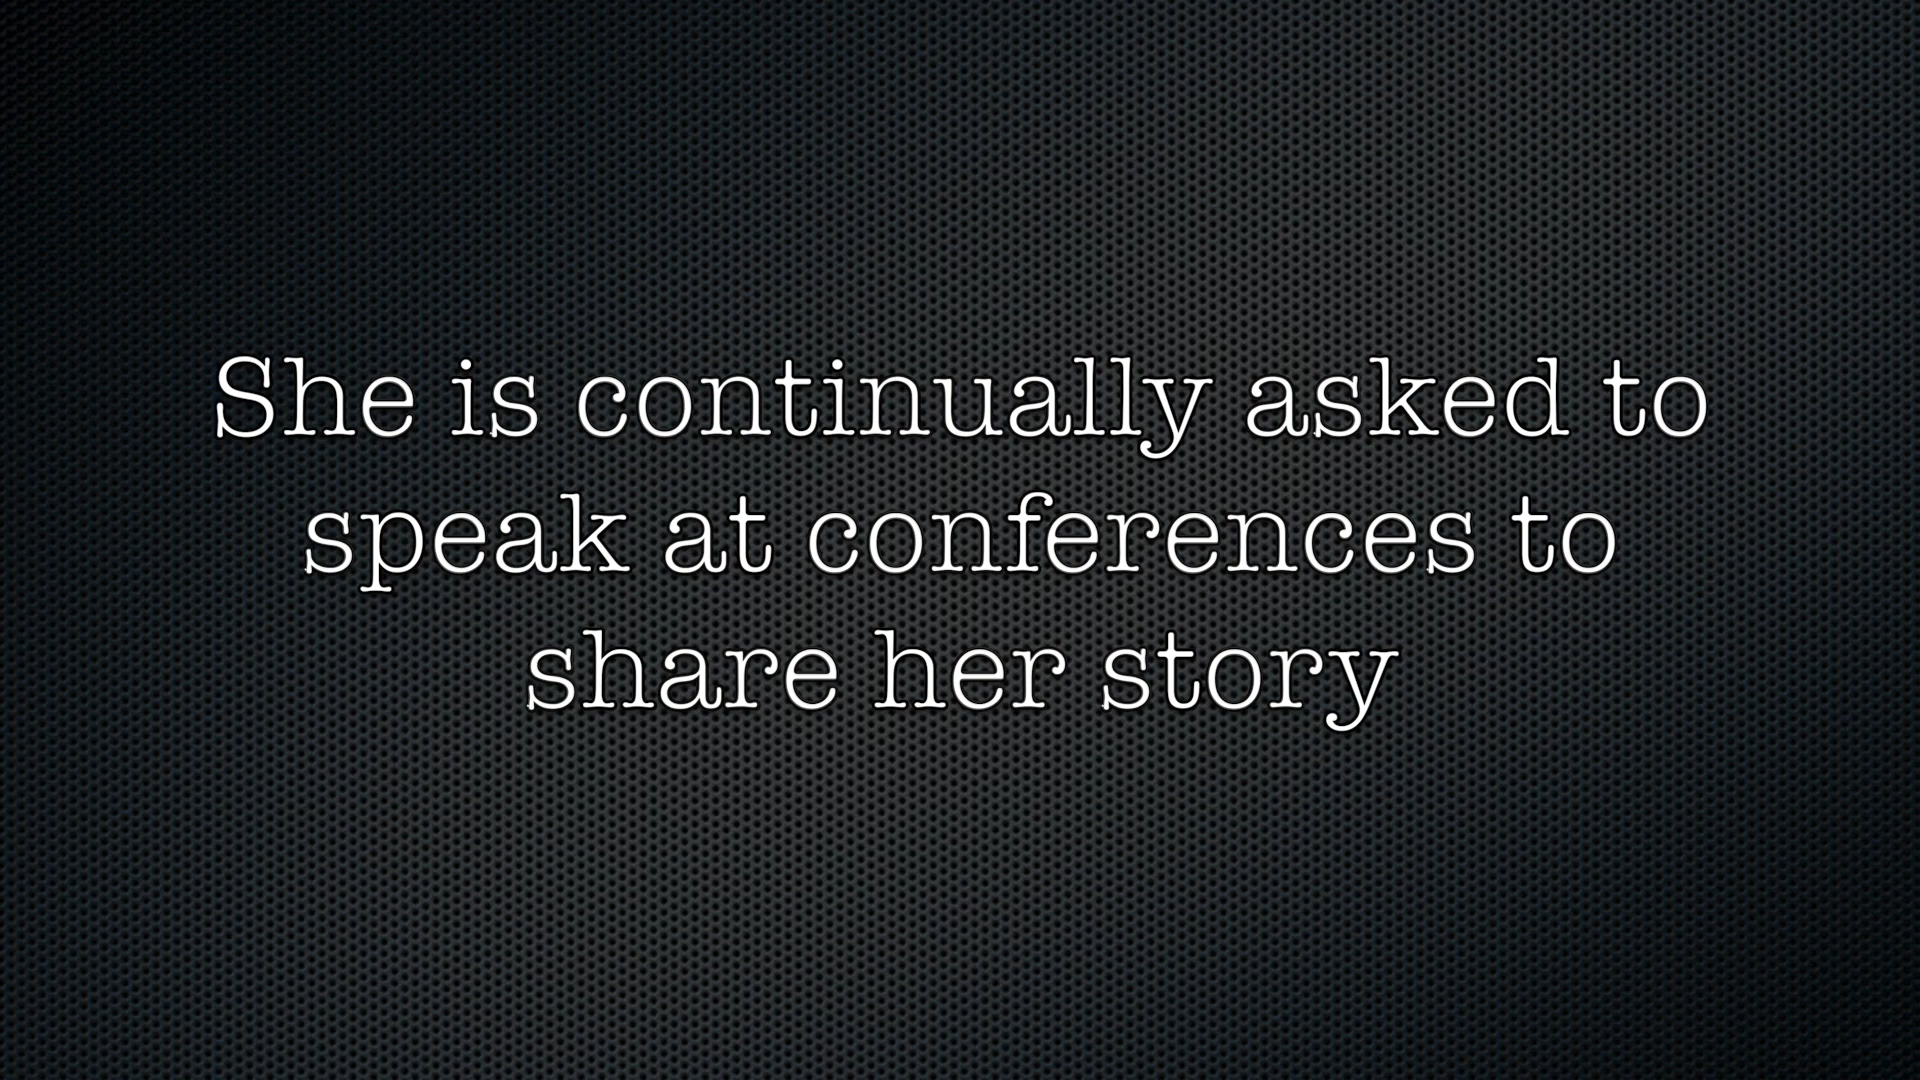 She is continually asked to
speak at conferences to
share her story